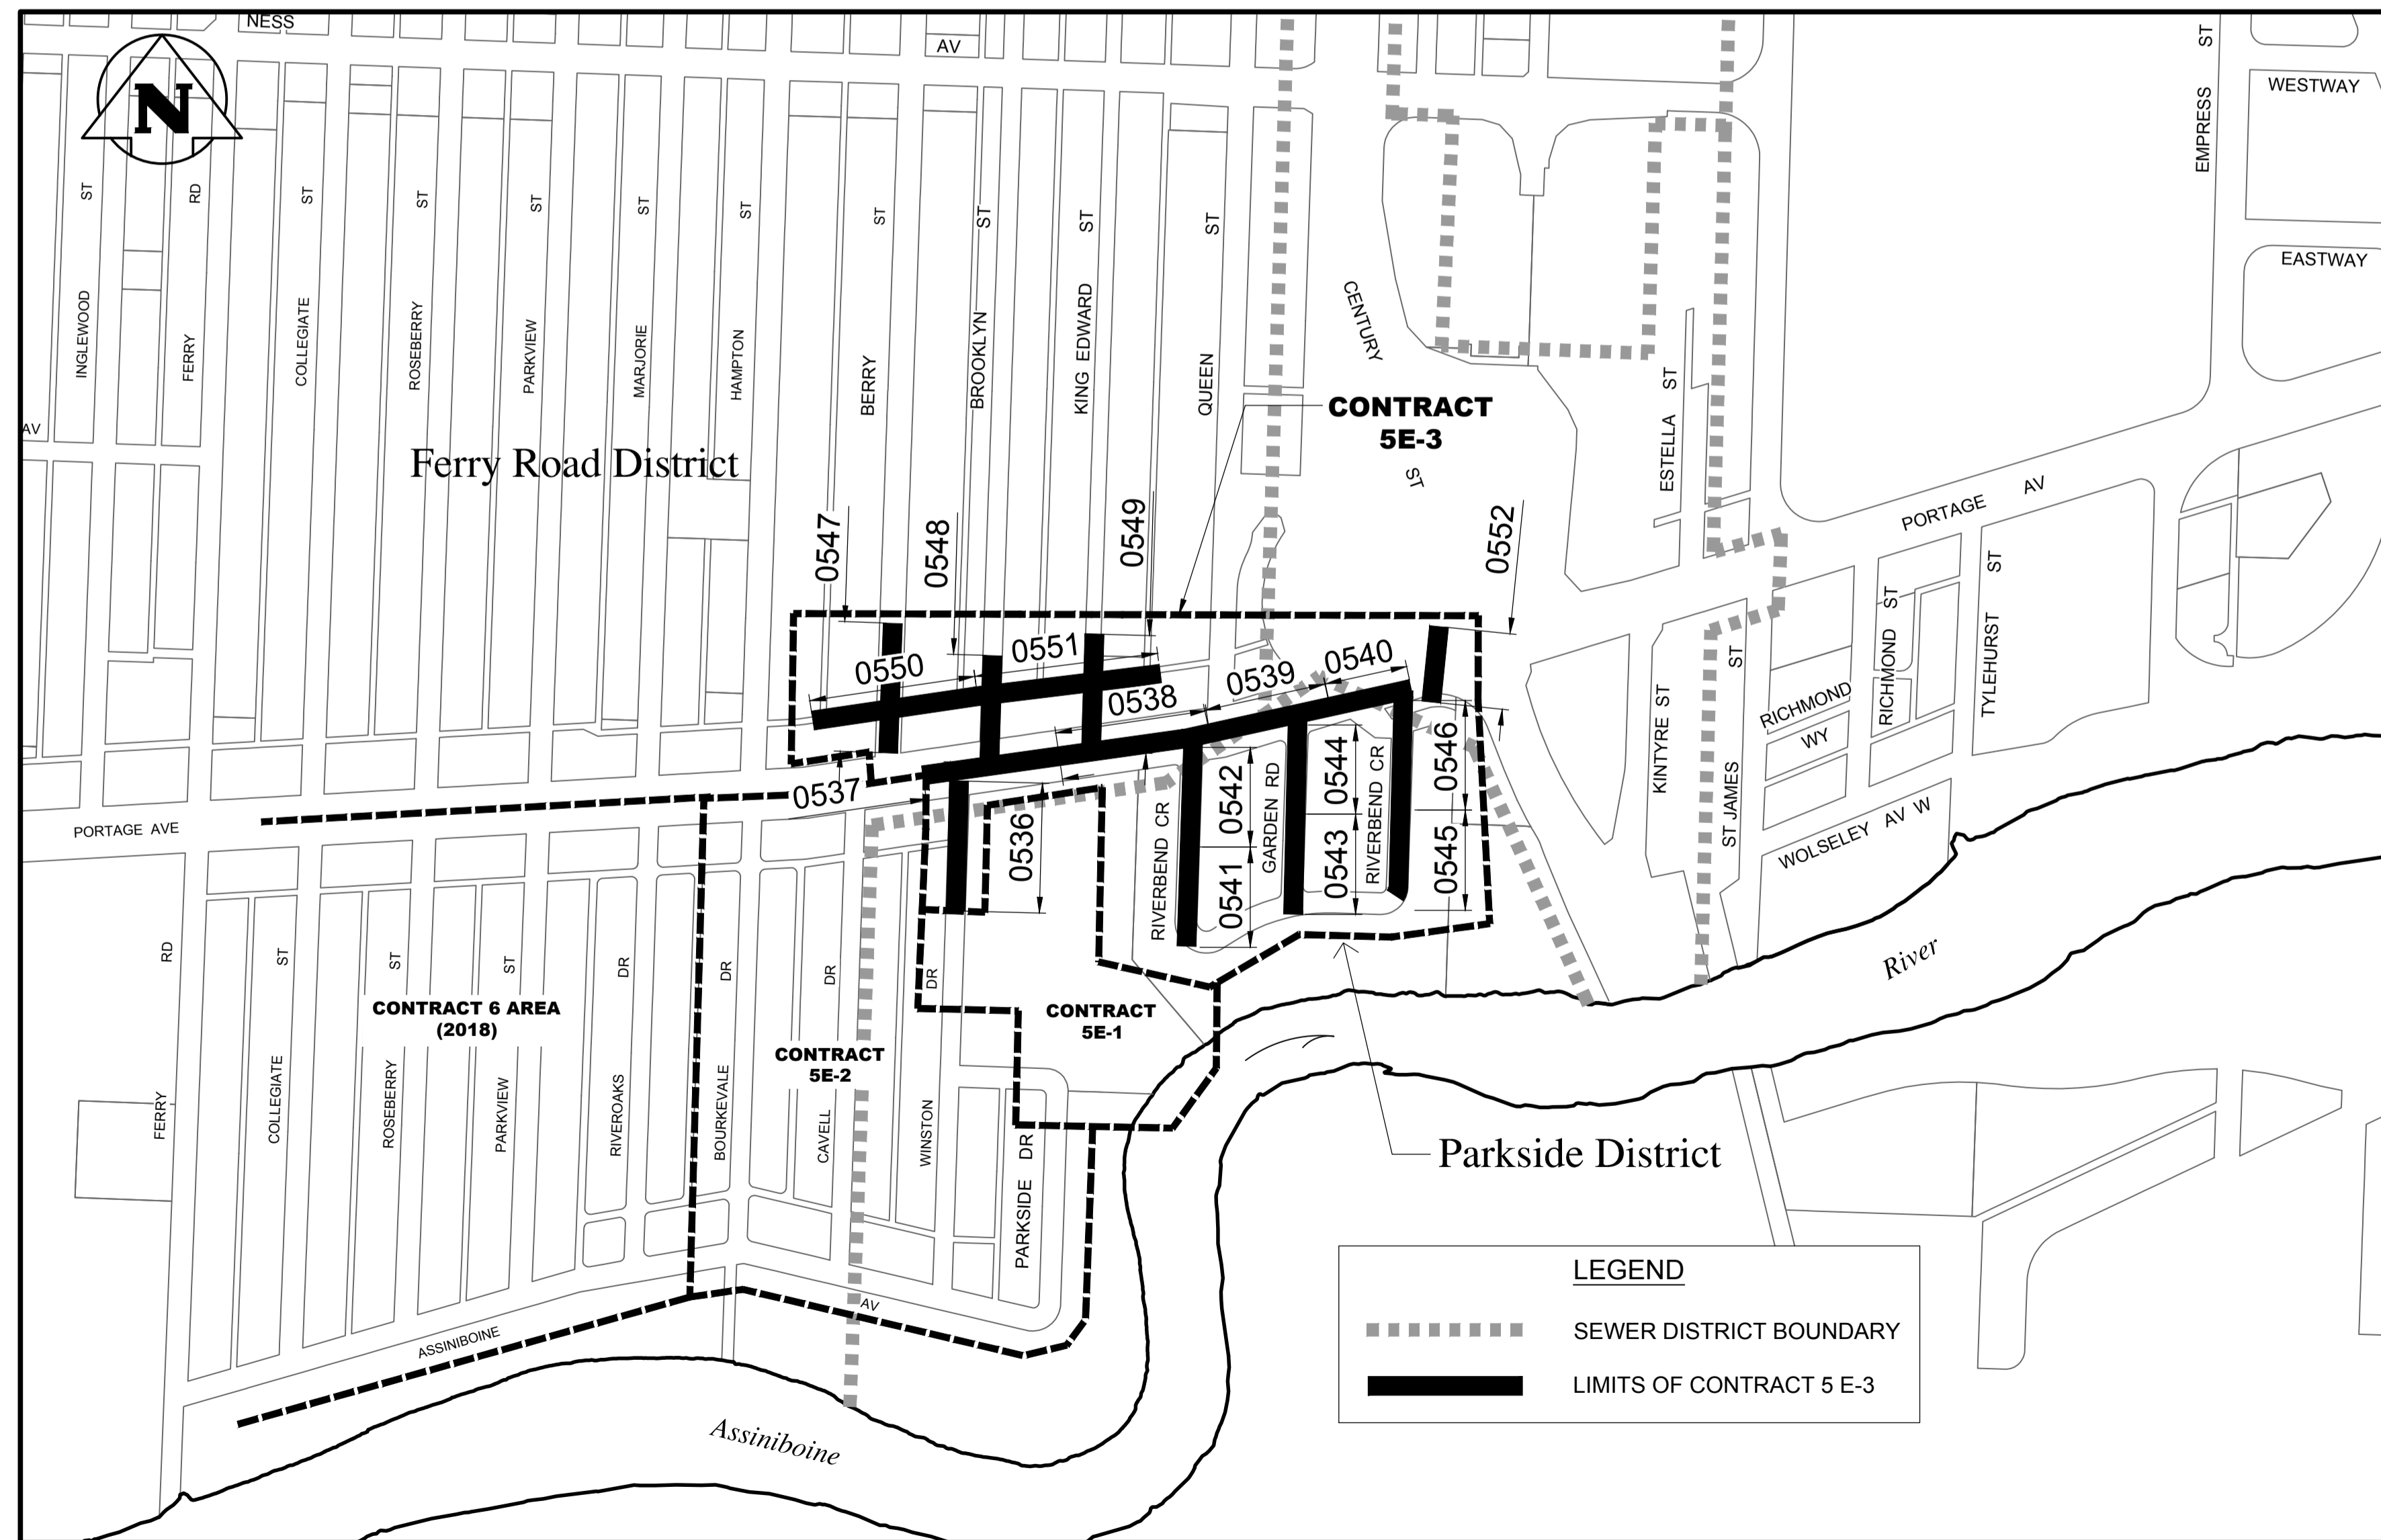 NESS
AV
EMPRESS ST
WESTWAY
EASTWAY
N
INGLEWOOD ST
FERRY RD
COLLEGIATE ST
ROSEBERRY ST
PARKVIEW ST
MARJORIE ST
HAMPTON ST
BERRY ST
BROOKLYN ST
KING EDWARD ST
QUEEN ST
CENTURY
ST
ESTELLA ST
AV
CONTRACT
5E-3
Ferry Road District
PORTAGE AV
0547
0548
0549
0552
0550
0551
0538
0539
0540
0537
0536
0542
0541
0544
0543
0546
0545
RIVERBEND CR
GARDEN RD
RIVERBEND CR
KINTYRE ST
ST JAMES ST
RICHMOND ST
RICHMOND
WY
RICHMOND ST
TYLEHURST ST
WOLSELEY AV W
PORTAGE AVE
FERRY RD
COLLEGIATE ST
ROSEBERRY ST
PARKVIEW ST
RIVEROAKS DR
BOURKEVALE DR
CAVELL DR
WINSTON DR
PARKSIDE DR
CONTRACT 6 AREA
(2018)
CONTRACT
5E-2
CONTRACT
5E-1
River
Parkside District
ASSINIBOINE
AV
Assiniboine
LEGEND
SEWER DISTRICT BOUNDARY
LIMITS OF CONTRACT 5 E-3